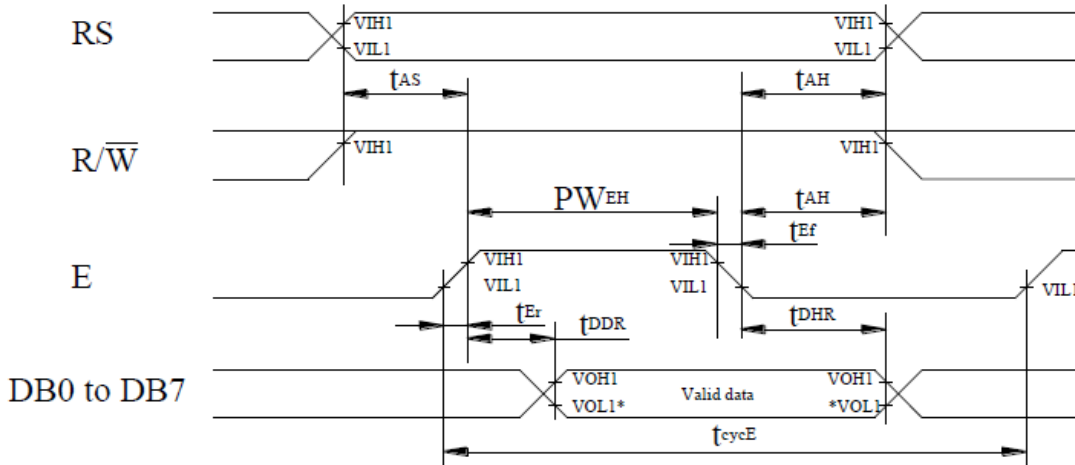 RS VIH1 VIH1
VIL1 VIL1
tAS tAH
R/W̅ VIH1 VIH1
PWEH tAH
tEf
E VIH1 VIH1
VIL1 VIL1 VIL1
tEr tDDR tDHR
DB0 to DB7 VOH1 Valid data VOH1
VOL1* *VOL1
tcycE